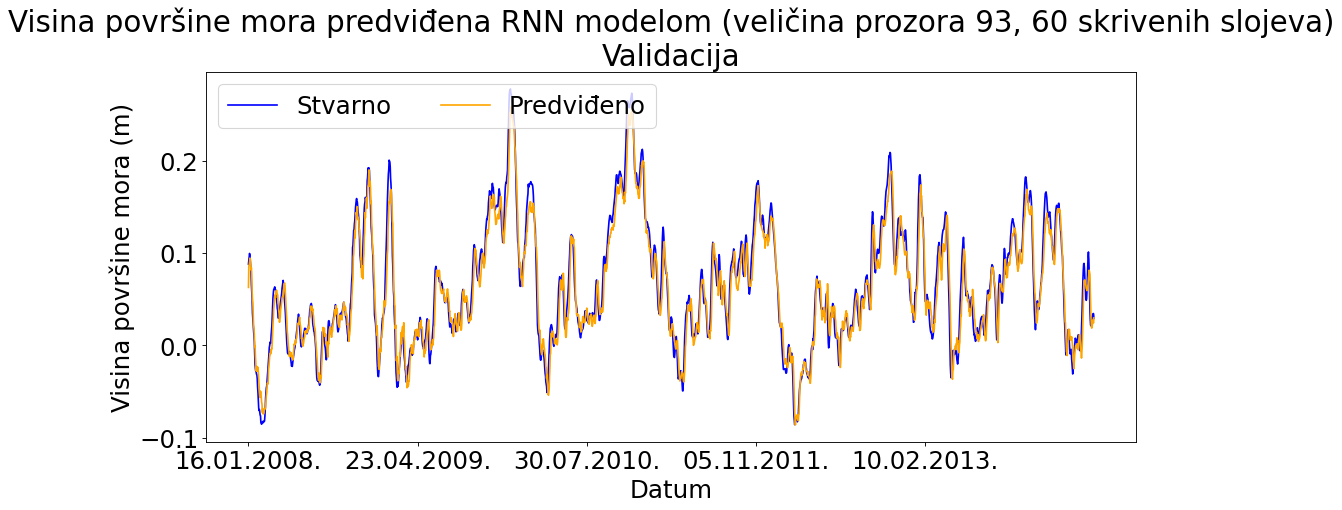 Visina površine mora predviđena RNN modelom (veličina prozora 93, 60 skrivenih slojeva)
Validacija
Stvarno
Predviđeno
Visina površine mora (m)
0.2
0.1
0.0
−0.1
16.01.2008. 23.04.2009. 30.07.2010. 05.11.2011. 10.02.2013.
Datum